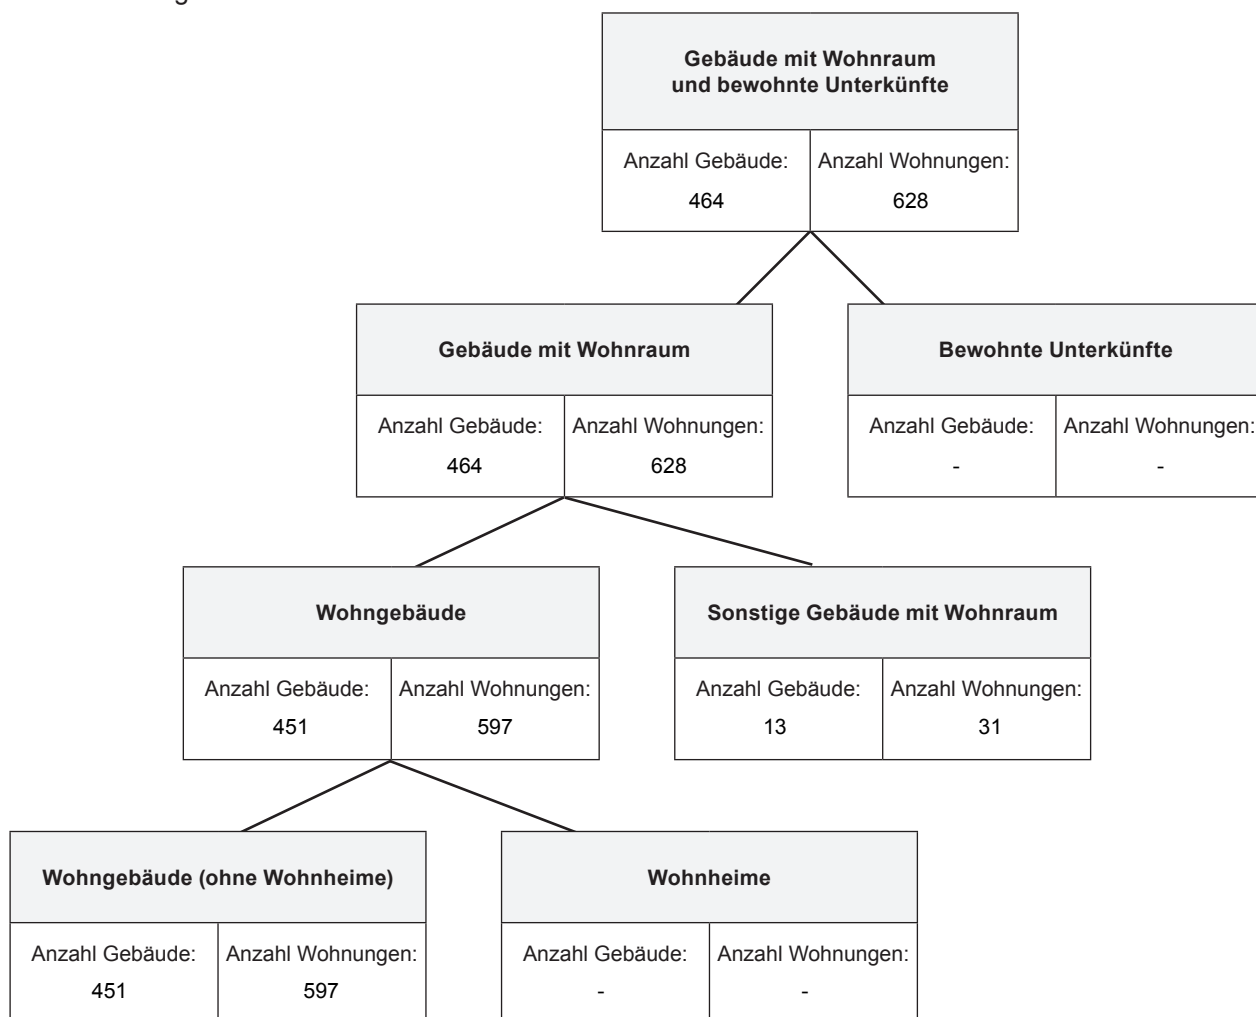 Gebäude mit Wohnraum
und bewohnte Unterkünfte
Anzahl Gebäude: Anzahl Wohnungen:
464 628
Gebäude mit Wohnraum
Anzahl Gebäude: Anzahl Wohnungen:
464 628
Bewohnte Unterkünfte
Anzahl Gebäude: Anzahl Wohnungen:
- -
Wohngebäude
Anzahl Gebäude: Anzahl Wohnungen:
451 597
Sonstige Gebäude mit Wohnraum
Anzahl Gebäude: Anzahl Wohnungen:
13 31
Wohngebäude (ohne Wohnheime)
Anzahl Gebäude: Anzahl Wohnungen:
451 597
Wohnheime
Anzahl Gebäude: Anzahl Wohnungen:
- -